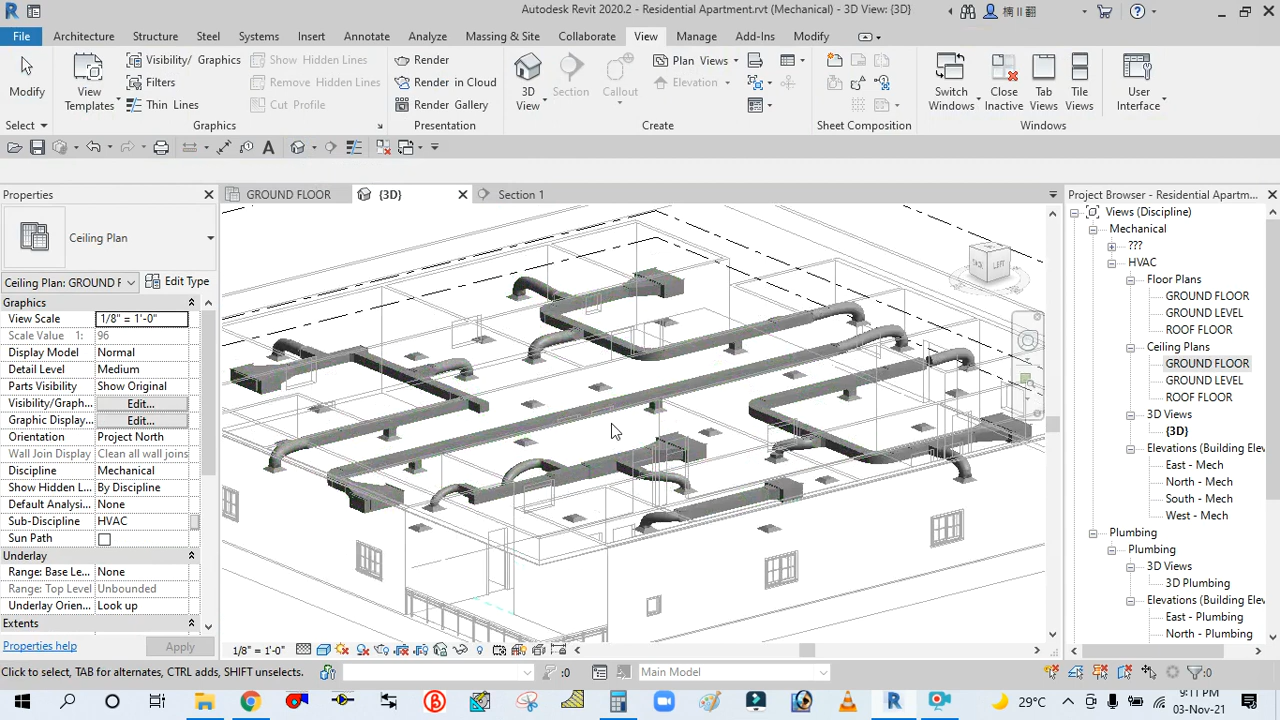 Autodesk Revit 2020.2 - Residential Apartment.rvt (Mechanical) - 3D View: {3D}
File Architecture Structure Steel Systems Insert Annotate Analyze Massing & Site Collaborate View Manage Add-Ins Modify
Modify
Select
View Templates
Visibility/ Graphics
Filters
Thin Lines
Show Hidden Lines
Remove Hidden Lines
Cut Profile
Graphics
Render
Render in Cloud
Render Gallery
Presentation
3D View
Section
Callout
Plan Views
Elevation
Create
Sheet Composition
Switch Windows
Close Inactive
Tab Views
Tile Views
Windows
User Interface
Properties
Ceiling Plan
Ceiling Plan: GROUND F
Edit Type
Graphics
View Scale 1/8" = 1'-0"
Scale Value 1: 96
Display Model Normal
Detail Level Medium
Parts Visibility Show Original
Visibility/Graph... Edit...
Graphic Display... Edit...
Orientation Project North
Wall Join Display Clean all wall joins
Discipline Mechanical
Show Hidden L... By Discipline
Default Analysi... None
Sub-Discipline HVAC
Sun Path
Underlay
Range: Base Le... None
Range: Top Level Unbounded
Underlay Orien... Look up
Extents
Properties help
Apply
GROUND FLOOR
{3D}
Section 1
LEFT
1/8" = 1'-0"
Project Browser - Residential Apartm...
Views (Discipline)
Mechanical
???
HVAC
Floor Plans
GROUND FLOOR
GROUND LEVEL
ROOF FLOOR
Ceiling Plans
GROUND FLOOR
GROUND LEVEL
ROOF FLOOR
3D Views
{3D}
Elevations (Building Elev
East - Mech
North - Mech
South - Mech
West - Mech
Plumbing
Plumbing
3D Views
3D Plumbing
Elevations (Building Elev
East - Plumbing
North - Plumbing
Click to select, TAB for alternates, CTRL adds, SHIFT unselects.
:0
Main Model
:0
29°C
9:11 PM
03-Nov-21